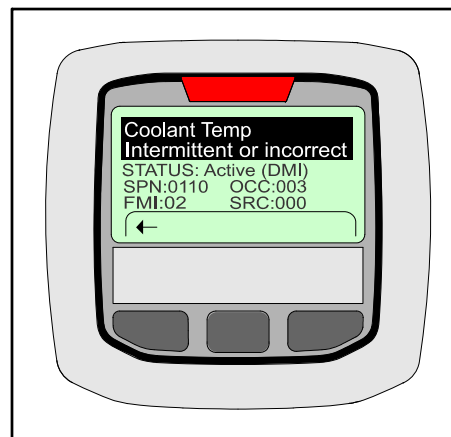 Coolant Temp
Intermittent or incorrect
STATUS: Active (DMI)
SPN:0110 OCC:003
FMI:02 SRC:000